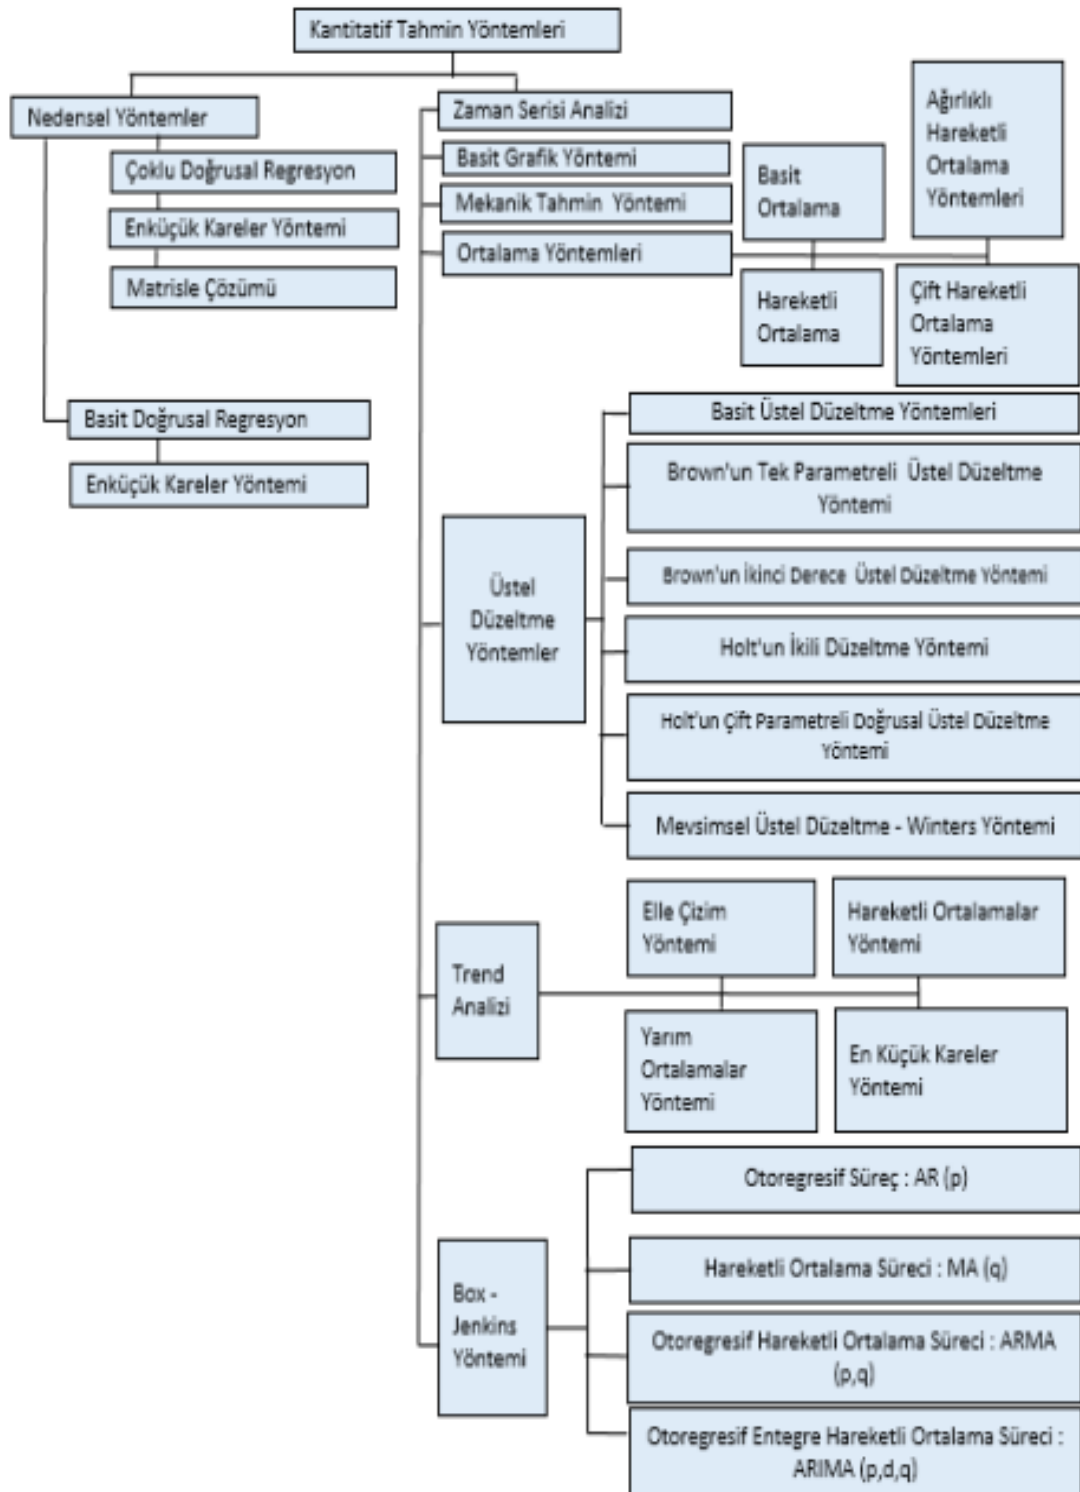 Kantitatif Tahmin Yöntemleri
Nedensel Yöntemler
Çoklu Doğrusal Regresyon
Enküçük Kareler Yöntemi
Matrisle Çözümü
Basit Doğrusal Regresyon
Enküçük Kareler Yöntemi
Zaman Serisi Analizi
Basit Grafik Yöntemi
Mekanik Tahmin Yöntemi
Ortalama Yöntemleri
Basit
Ortalama
Ağırlıklı
Hareketli
Ortalama
Yöntemleri
Hareketli
Ortalama
Çift Hareketli
Ortalama
Yöntemleri
Üstel
Düzeltme
Yöntemler
Basit Üstel Düzeltme Yöntemleri
Brown'un Tek Parametreli Üstel Düzeltme
Yöntemi
Brown'un İkinci Derece Üstel Düzeltme Yöntemi
Holt'un İkili Düzeltme Yöntemi
Holt'un Çift Parametreli Doğrusal Üstel Düzeltme
Yöntemi
Mevsimsel Üstel Düzeltme - Winters Yöntemi
Trend
Analizi
Elle Çizim
Yöntemi
Hareketli Ortalamalar
Yöntemi
Yarım
Ortalamalar
Yöntemi
En Küçük Kareler
Yöntemi
Box -
Jenkins
Yöntemi
Otoregresif Süreç : AR (p)
Hareketli Ortalama Süreci : MA (q)
Otoregresif Hareketli Ortalama Süreci : ARMA
(p,q)
Otoregresif Entegre Hareketli Ortalama Süreci :
ARIMA (p,d,q)